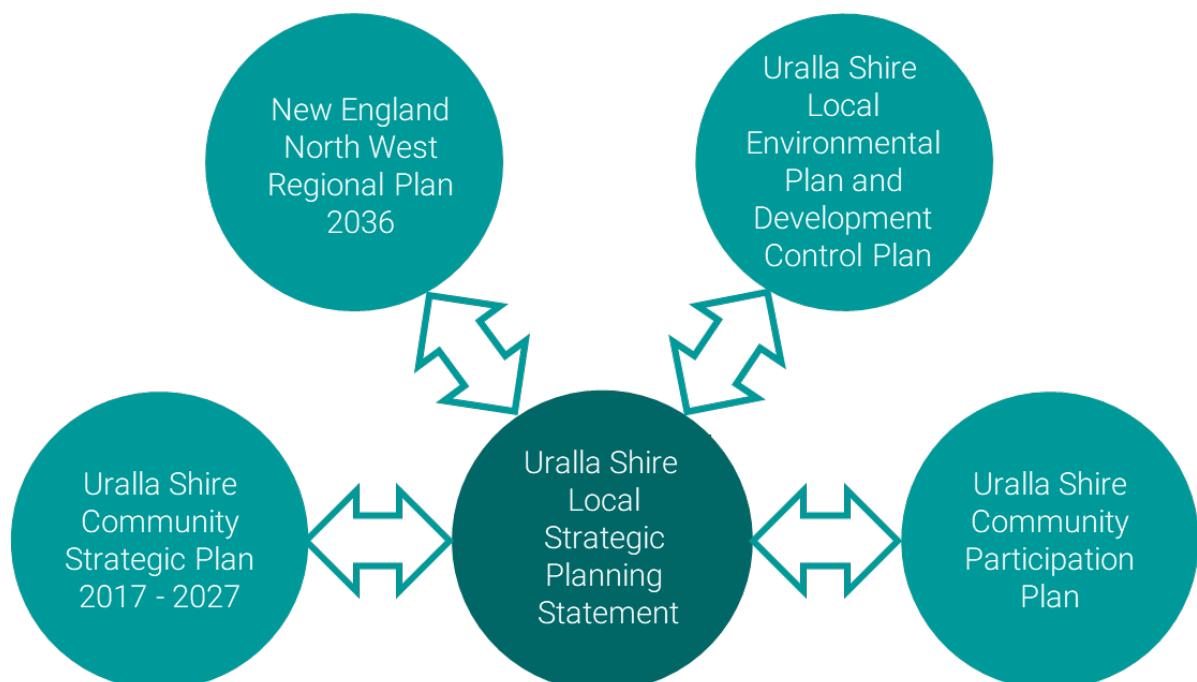 New England
North West
Regional Plan
2036
Uralla Shire
Local
Environmental
Plan and
Development
Control Plan
Uralla Shire
Community
Strategic Plan
2017 - 2027
Uralla Shire
Local
Strategic
Planning
Statement
Uralla Shire
Community
Participation
Plan